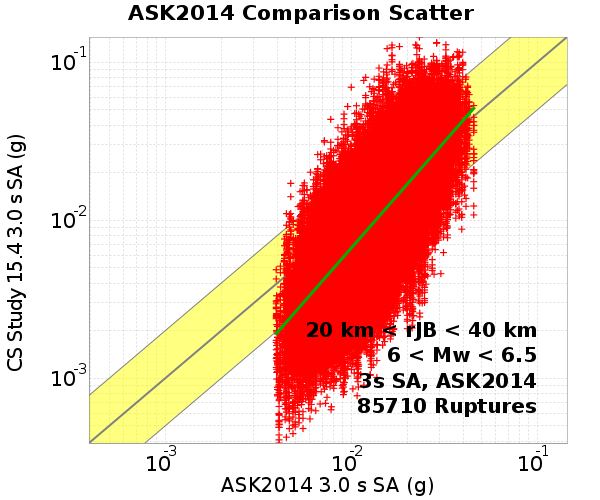 ASK2014 Comparison Scatter
CS Study 15.4 3.0 s SA (g)
10-1
10-2
10-3
20 km < rJB < 40 km
6 < Mw < 6.5
3s SA, ASK2014
85710 Ruptures
10-3 10-2 10-1
ASK2014 3.0 s SA (g)